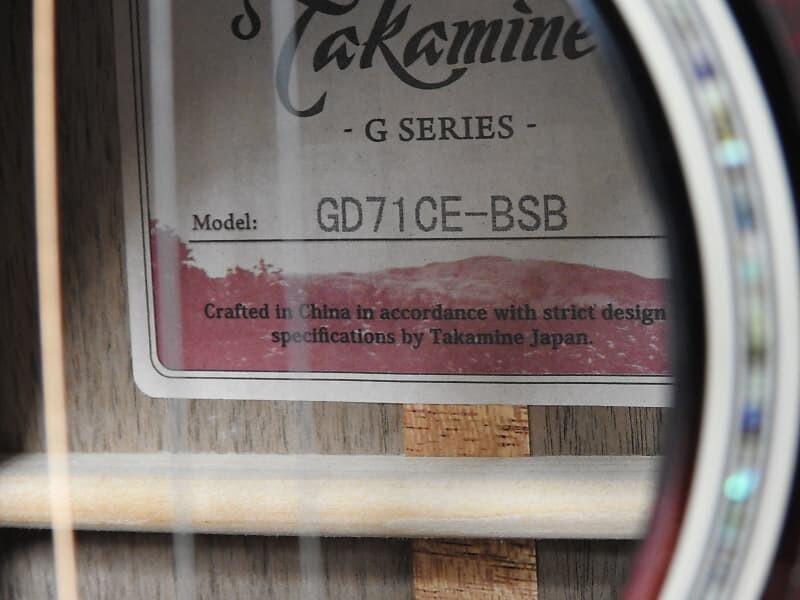 Takamine
- G SERIES -
Model: GD71CE-BSB
Crafted in China in accordance with strict design
specifications by Takamine Japan.